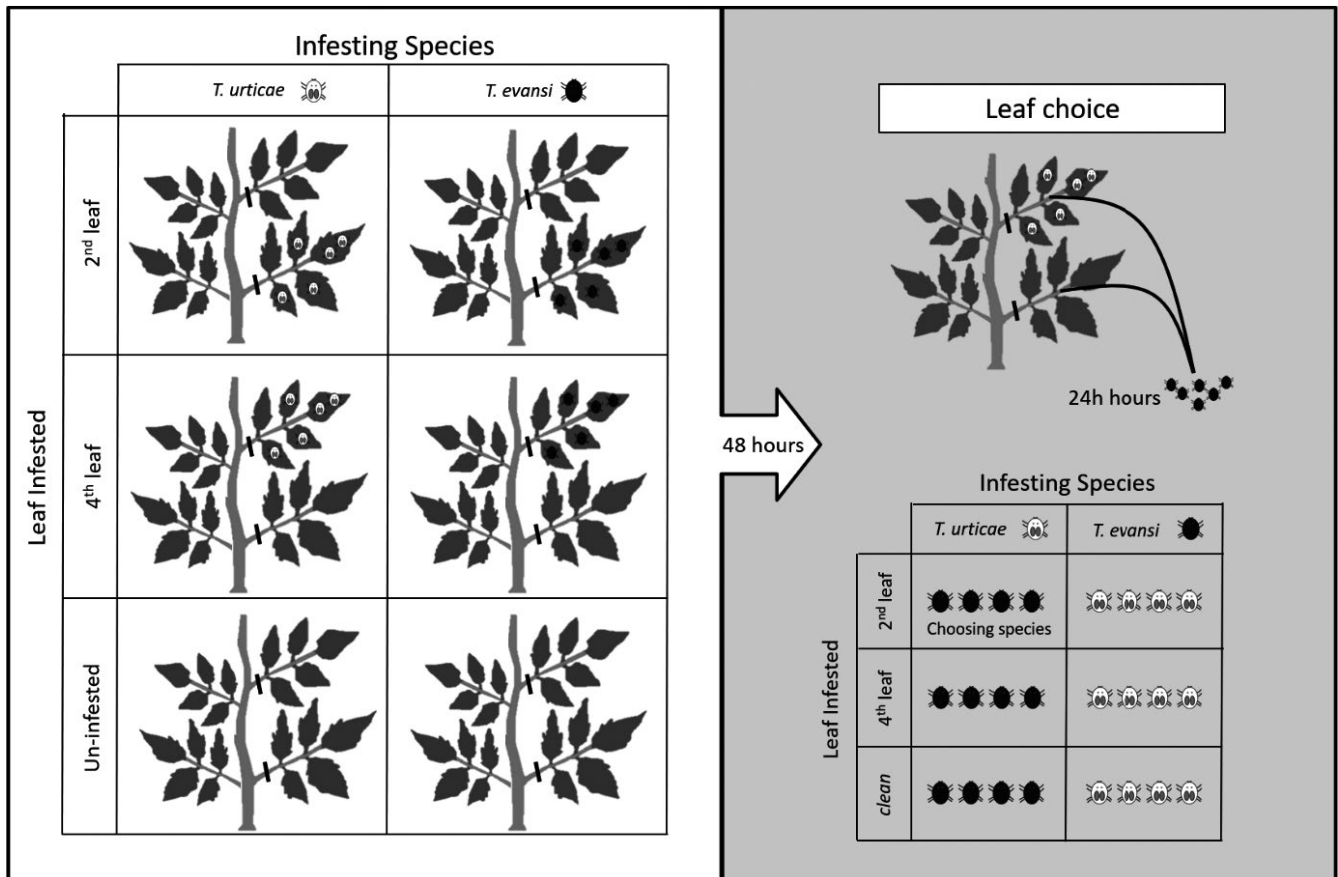 Infesting Species
T. urticae
T. evansi
Leaf Infested
2nd leaf
4th leaf
Un-infested
48 hours
Leaf choice
24h hours
Infesting Species
T. urticae
T. evansi
Leaf Infested
2nd leaf
Choosing species
4th leaf
clean